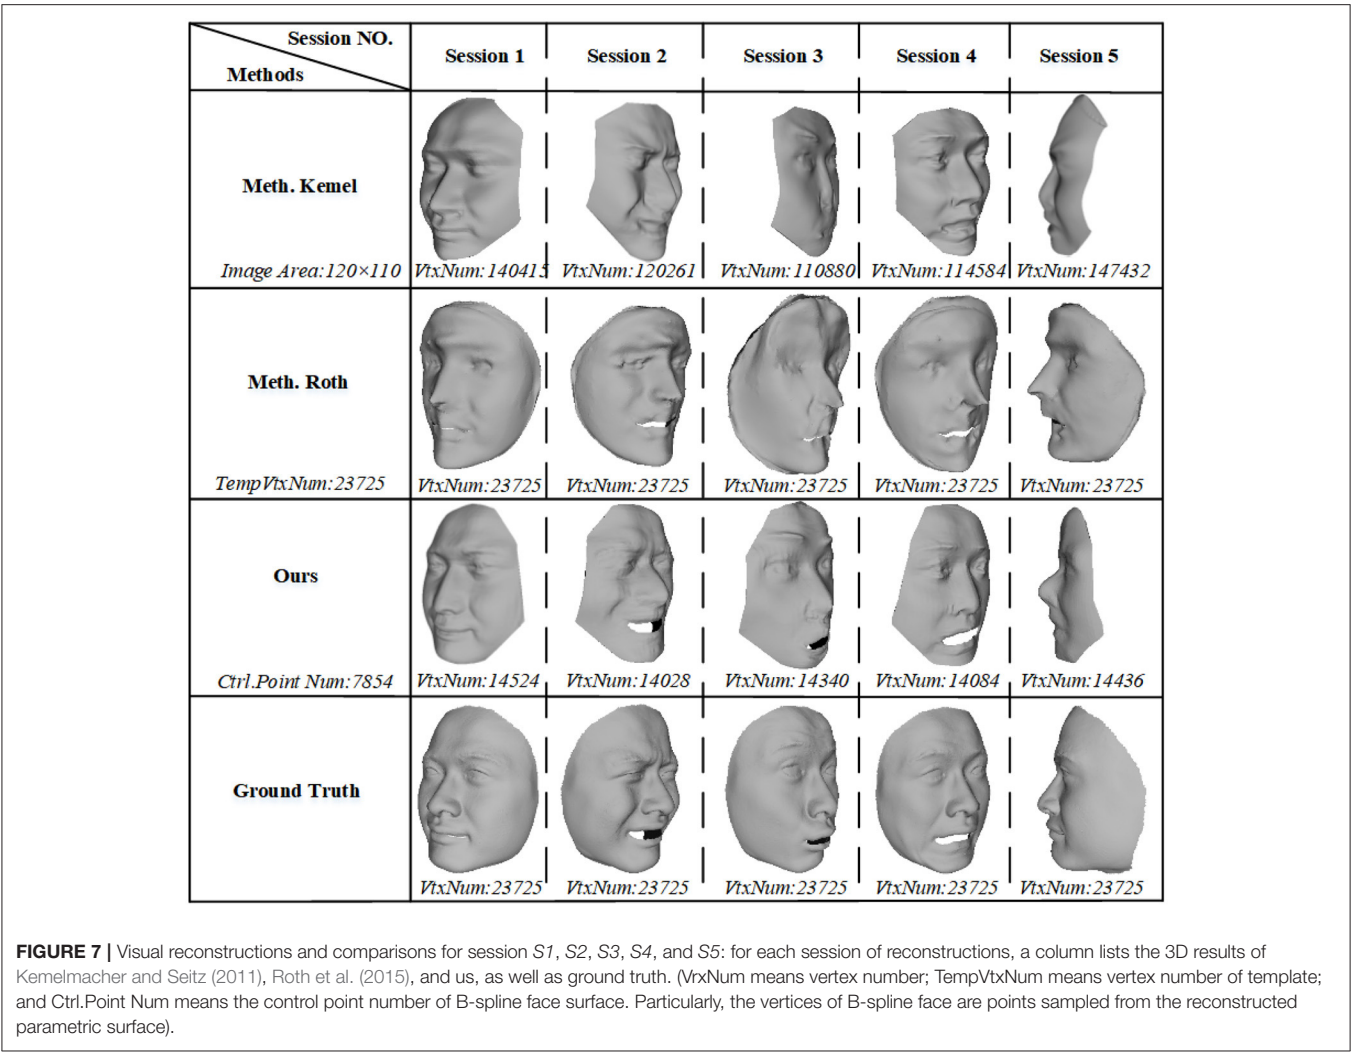 Session NO.
Methods
Session 1 Session 2 Session 3 Session 4 Session 5
Meth. Kemel
Image Area:120×110 VtxNum:140415 VtxNum:120261 VtxNum:110880 VtxNum:114584 VtxNum:147432
Meth. Roth
TempVtxNum:23725 VtxNum:23725 VtxNum:23725 VtxNum:23725 VtxNum:23725 VtxNum:23725
Ours
Ctrl.Point Num:7854 VtxNum:14524 VtxNum:14028 VtxNum:14340 VtxNum:14084 VtxNum:14436
Ground Truth
VtxNum:23725 VtxNum:23725 VtxNum:23725 VtxNum:23725 VtxNum:23725
FIGURE 7 | Visual reconstructions and comparisons for session S1, S2, S3, S4, and S5: for each session of reconstructions, a column lists the 3D results of
Kemelmacher and Seitz (2011), Roth et al. (2015), and us, as well as ground truth. (VrxNum means vertex number; TempVtxNum means vertex number of template;
and Ctrl.Point Num means the control point number of B-spline face surface. Particularly, the vertices of B-spline face are points sampled from the reconstructed
parametric surface).